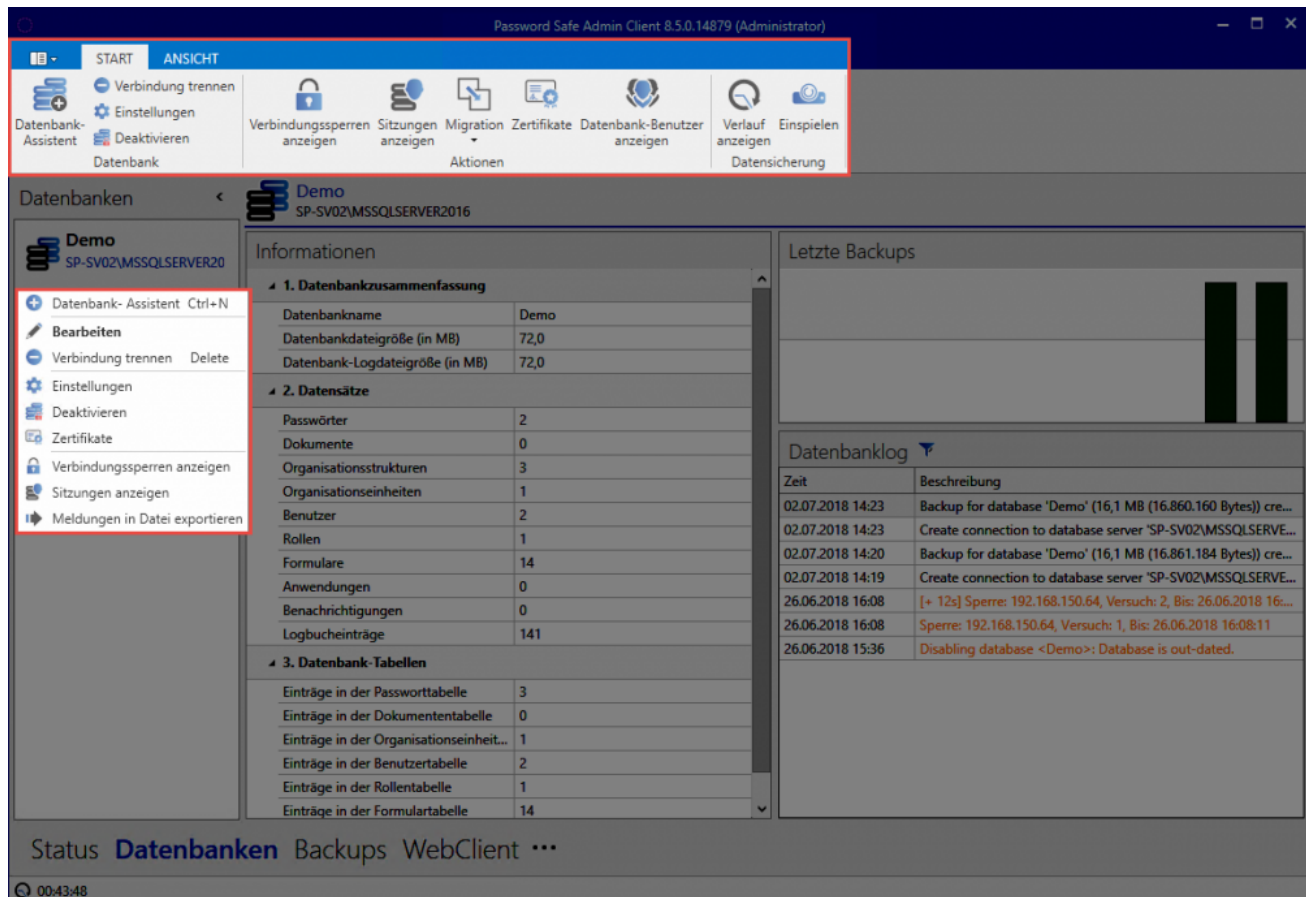 Password Safe Admin Client 8.5.0.14879 (Administrator)
START ANSICHT
Datenbank-
Assistent
Verbindung trennen
Einstellungen
Deaktivieren
Datenbank
Verbindungssperren
anzeigen
Sitzungen
anzeigen
Migration
Zertifikate
Datenbank-Benutzer
anzeigen
Aktionen
Verlauf
anzeigen
Einspielen
Datensicherung
Datenbanken
Demo
SP-SV02\MSSQLSERVER20
Datenbank- Assistent Ctrl+N
Bearbeiten
Verbindung trennen Delete
Einstellungen
Deaktivieren
Zertifikate
Verbindungssperren anzeigen
Sitzungen anzeigen
Meldungen in Datei exportieren
Demo
SP-SV02\MSSQLSERVER2016
Informationen
1. Datenbankzusammenfassung
Datenbankname Demo
Datenbankdateigröße (in MB) 72,0
Datenbank-Logdateigröße (in MB) 72,0
2. Datensätze
Passwörter 2
Dokumente 0
Organisationsstrukturen 3
Organisationseinheiten 1
Benutzer 2
Rollen 1
Formulare 14
Anwendungen 0
Benachrichtigungen 0
Logbucheinträge 141
3. Datenbank-Tabellen
Einträge in der Passworttabelle 3
Einträge in der Dokumententabelle 0
Einträge in der Organisationseinheit... 1
Einträge in der Benutzertabelle 2
Einträge in der Rollentabelle 1
Einträge in der Formulartabelle 14
Letzte Backups
Datenbanklog
Zeit Beschreibung
02.07.2018 14:23 Backup for database 'Demo' (16,1 MB (16.860.160 Bytes)) cre...
02.07.2018 14:23 Create connection to database server 'SP-SV02\MSSQLSERVE...
02.07.2018 14:20 Backup for database 'Demo' (16,1 MB (16.861.184 Bytes)) cre...
02.07.2018 14:19 Create connection to database server 'SP-SV02\MSSQLSERVE...
26.06.2018 16:08 [+ 12s] Sperre: 192.168.150.64, Versuch: 2, Bis: 26.06.2018 16:...
26.06.2018 16:08 Sperre: 192.168.150.64, Versuch: 1, Bis: 26.06.2018 16:08:11
26.06.2018 15:36 Disabling database <Demo>: Database is out-dated.
Status Datenbanken Backups WebClient •••
00:43:48